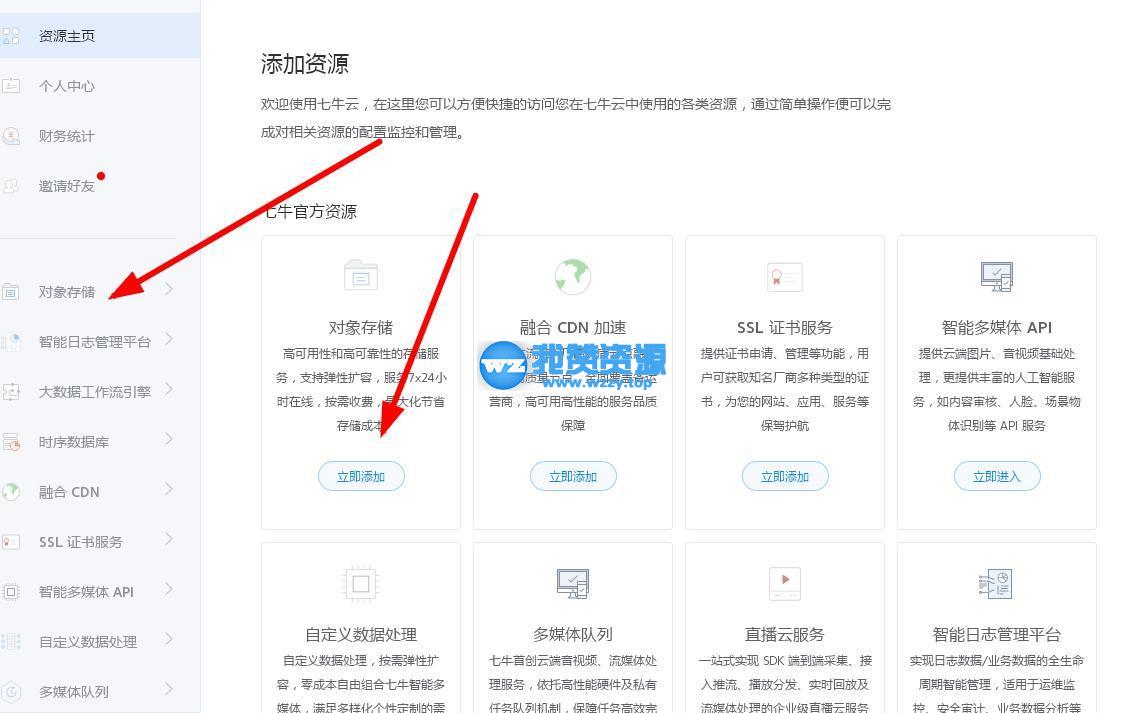 资源主页
个人中心
财务统计
邀请好友
对象存储
智能日志管理平台
大数据工作流引擎
时序数据库
融合 CDN
SSL 证书服务
智能多媒体 API
自定义数据处理
多媒体队列
添加资源
欢迎使用七牛云，在这里您可以方便快捷的访问您在七牛云中使用的各类资源，通过简单操作便可以完
成对相关资源的配置监控和管理。
七牛官方资源
对象存储
高可用性和高可靠性的存储服
务，支持弹性扩容，服务7x24小
时在线，按需收费，最大化节省
存储成本
立即添加
融合 CDN 加速
营商，高可用高性能的服务品质
保障
立即添加
我赞资源
www.wzzy.top
wz
SSL 证书服务
提供证书申请、管理等功能，用
户可获取知名厂商多种类型的证
书，为您的网站、应用、服务等
保驾护航
立即添加
智能多媒体 API
提供云端图片、音视频基础处
理，更提供丰富的人工智能服
务，如内容审核、人脸、场景物
体识别等 API 服务
立即进入
自定义数据处理
自定义数据处理，按需弹性扩
容，零成本自由组合七牛智能多
媒体，满足多样化个性定制的需
多媒体队列
七牛首创云端音视频、流媒体处
理服务，依托高性能硬件及私有
任务队列机制，保障任务高效完
直播云服务
一站式实现 SDK 端到端采集、接
入推流、播放分发、实时回放及
流媒体处理的企业级直播云服务
智能日志管理平台
实现日志数据/业务数据的全生命
周期智能管理，适用于运维监
控、安全审计、业务数据分析等